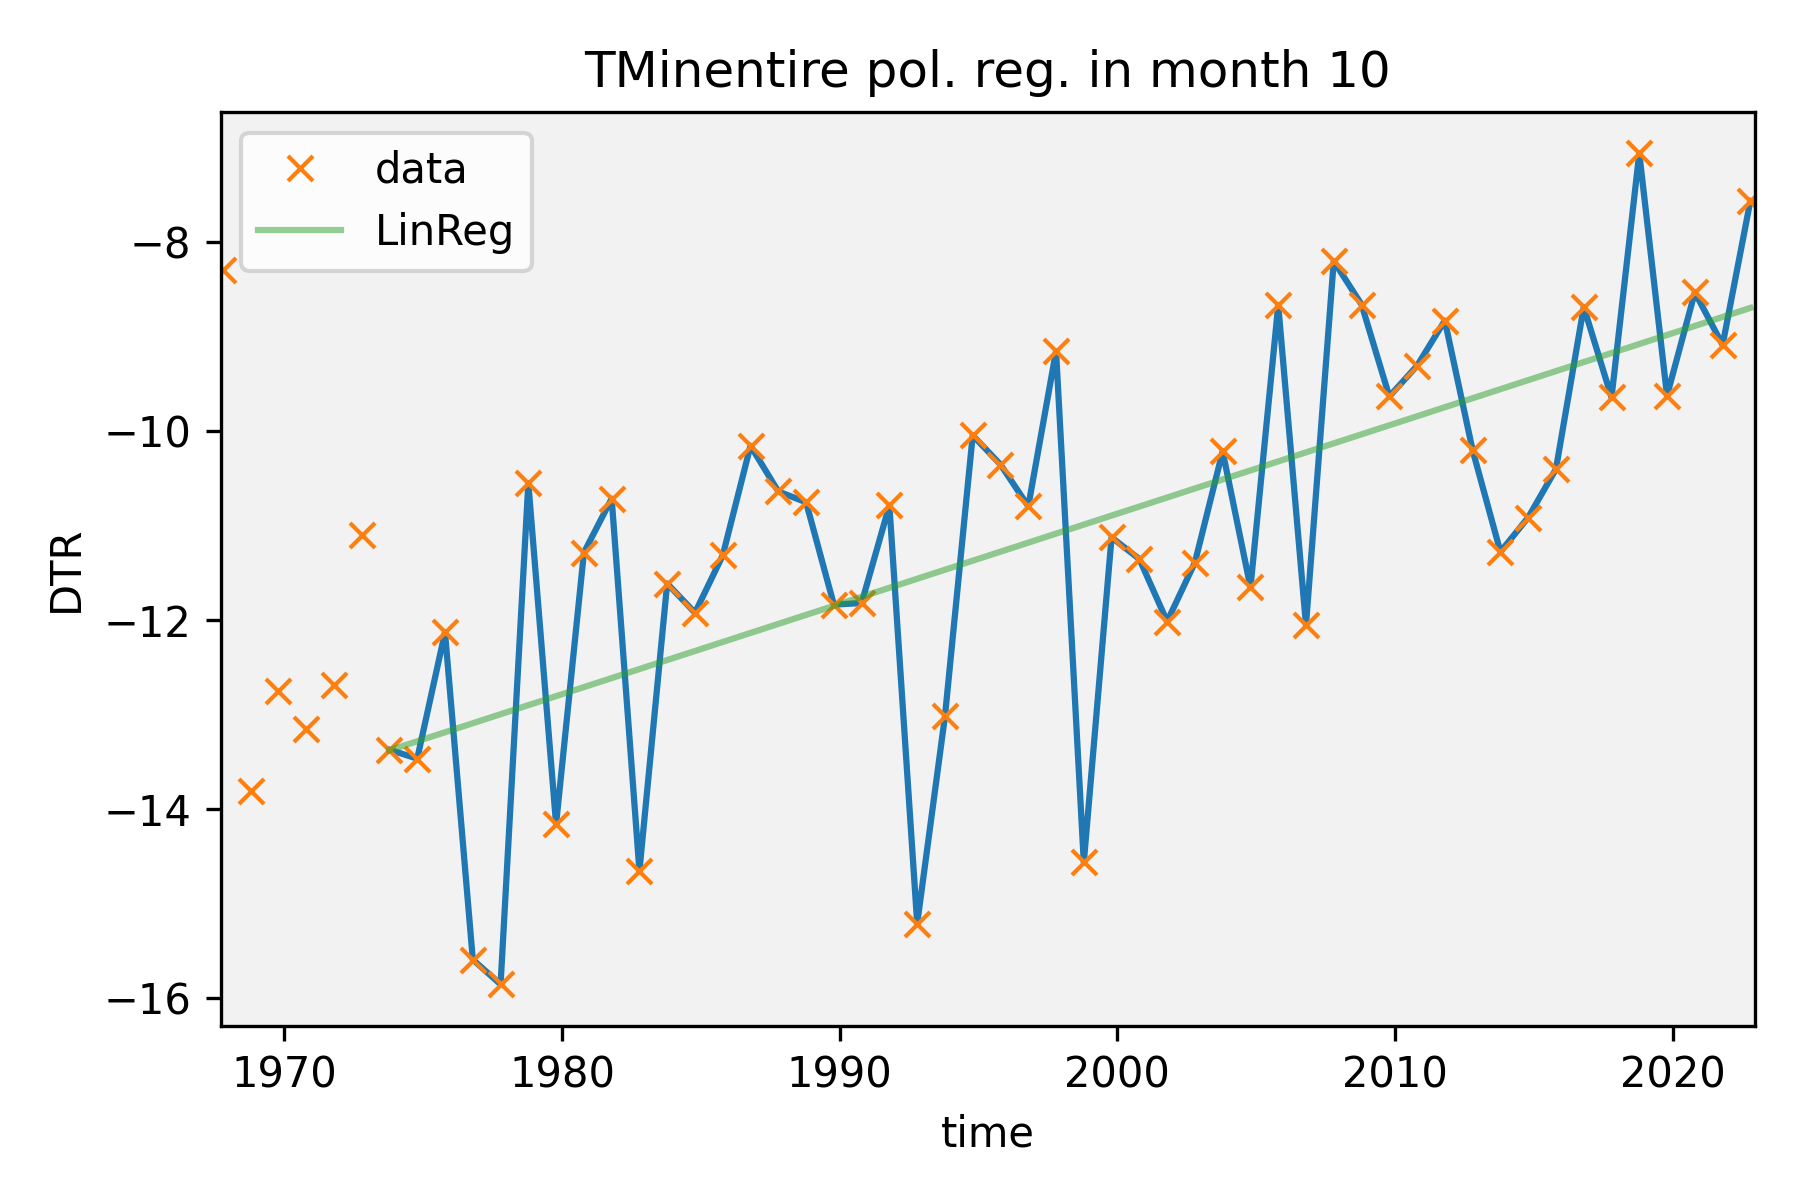 TMinentire pol. reg. in month 10
data
LinReg
DTR
−8
−10
−12
−14
−16
1970 1980 1990 2000 2010 2020
time